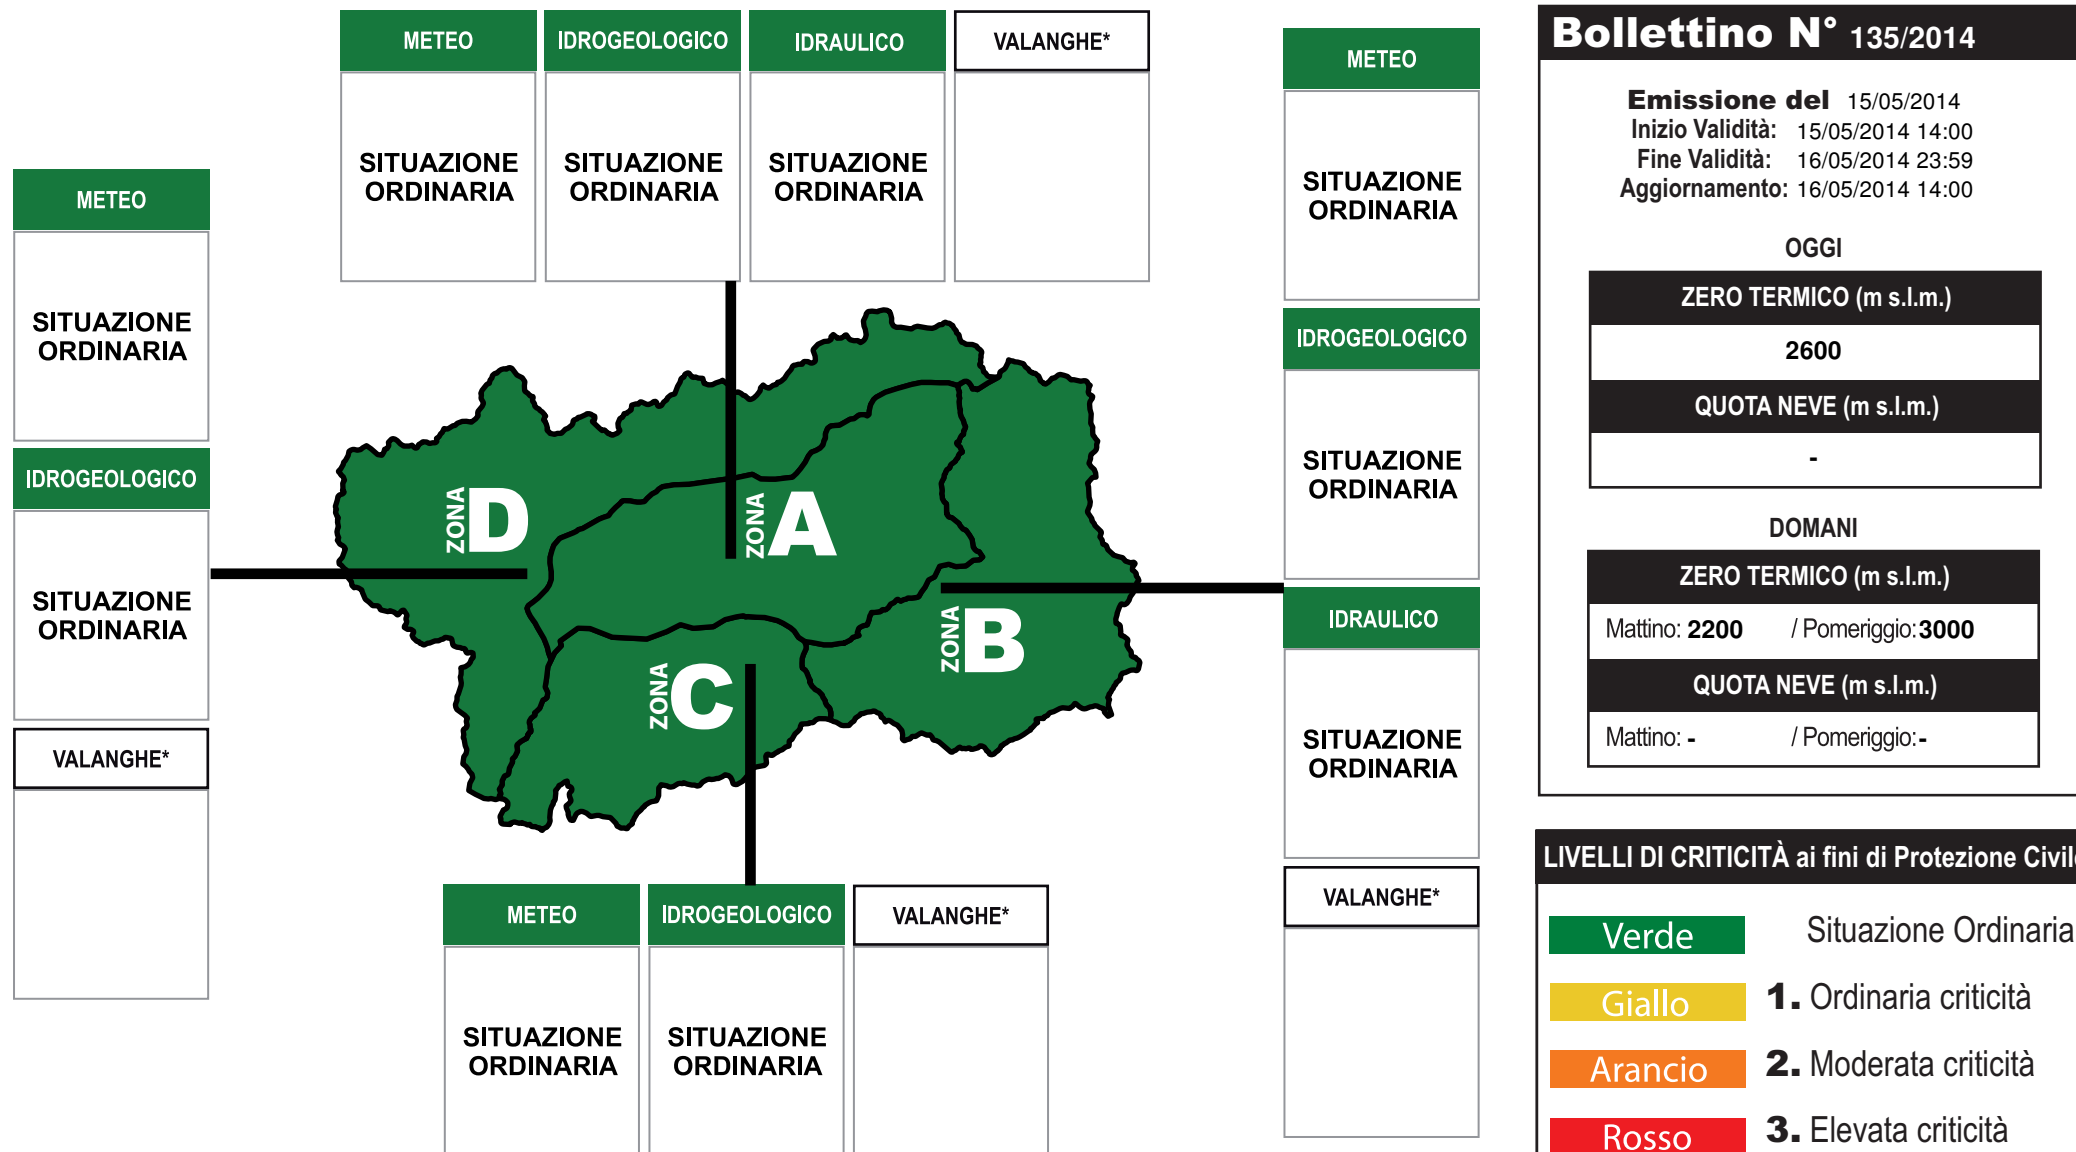 METEO
IDROGEOLOGICO
IDRAULICO
VALANGHE*
SITUAZIONE
ORDINARIA
SITUAZIONE
ORDINARIA
SITUAZIONE
ORDINARIA
METEO
SITUAZIONE
ORDINARIA
IDROGEOLOGICO
SITUAZIONE
ORDINARIA
VALANGHE*
ZONA D
ZONA A
ZONA B
ZONA C
METEO
SITUAZIONE
ORDINARIA
IDROGEOLOGICO
SITUAZIONE
ORDINARIA
IDRAULICO
SITUAZIONE
ORDINARIA
VALANGHE*
METEO
IDROGEOLOGICO
VALANGHE*
SITUAZIONE
ORDINARIA
SITUAZIONE
ORDINARIA
Bollettino N° 135/2014
Emissione del 15/05/2014
Inizio Validità: 15/05/2014 14:00
Fine Validità: 16/05/2014 23:59
Aggiornamento: 16/05/2014 14:00
OGGI
ZERO TERMICO (m s.l.m.)
2600
QUOTA NEVE (m s.l.m.)
-
DOMANI
ZERO TERMICO (m s.l.m.)
Mattino: 2200 / Pomeriggio: 3000
QUOTA NEVE (m s.l.m.)
Mattino: - / Pomeriggio: -
LIVELLI DI CRITICITÀ ai fini di Protezione Civile
Verde Situazione Ordinaria
Giallo 1. Ordinaria criticità
Arancio 2. Moderata criticità
Rosso 3. Elevata criticità